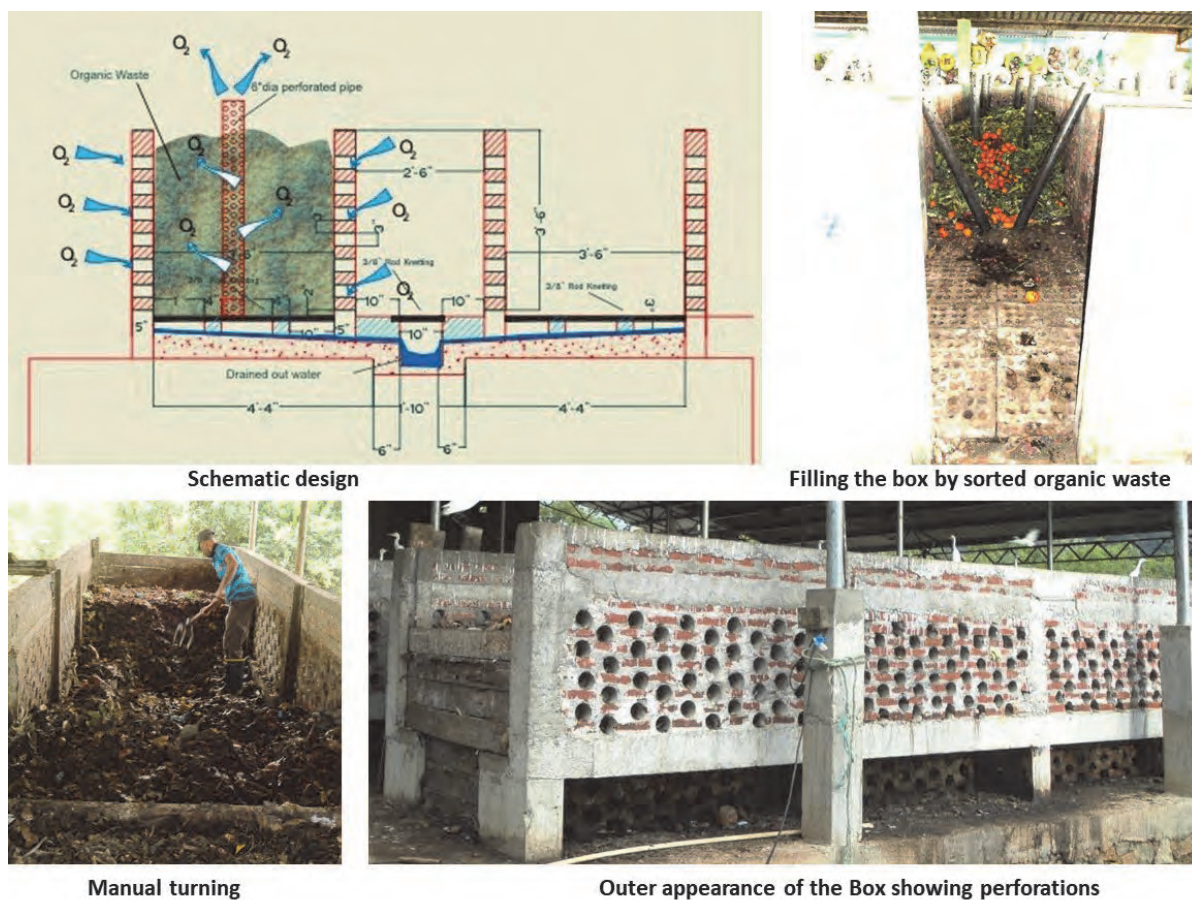 O2
O2
Organic Waste
6"dia perforated pipe
O2
O2
2'-6"
O2
O2
3"
3'-6"
O2
3'-6"
3/8" Rod Knetting
3/8" Rod Knetting
O2
10"
10"
3"
5"
5"
10"
Drained out water
4'-4"
1'-10"
4'-4"
6"
6"
Schematic design
Filling the box by sorted organic waste
Manual turning
Outer appearance of the Box showing perforations